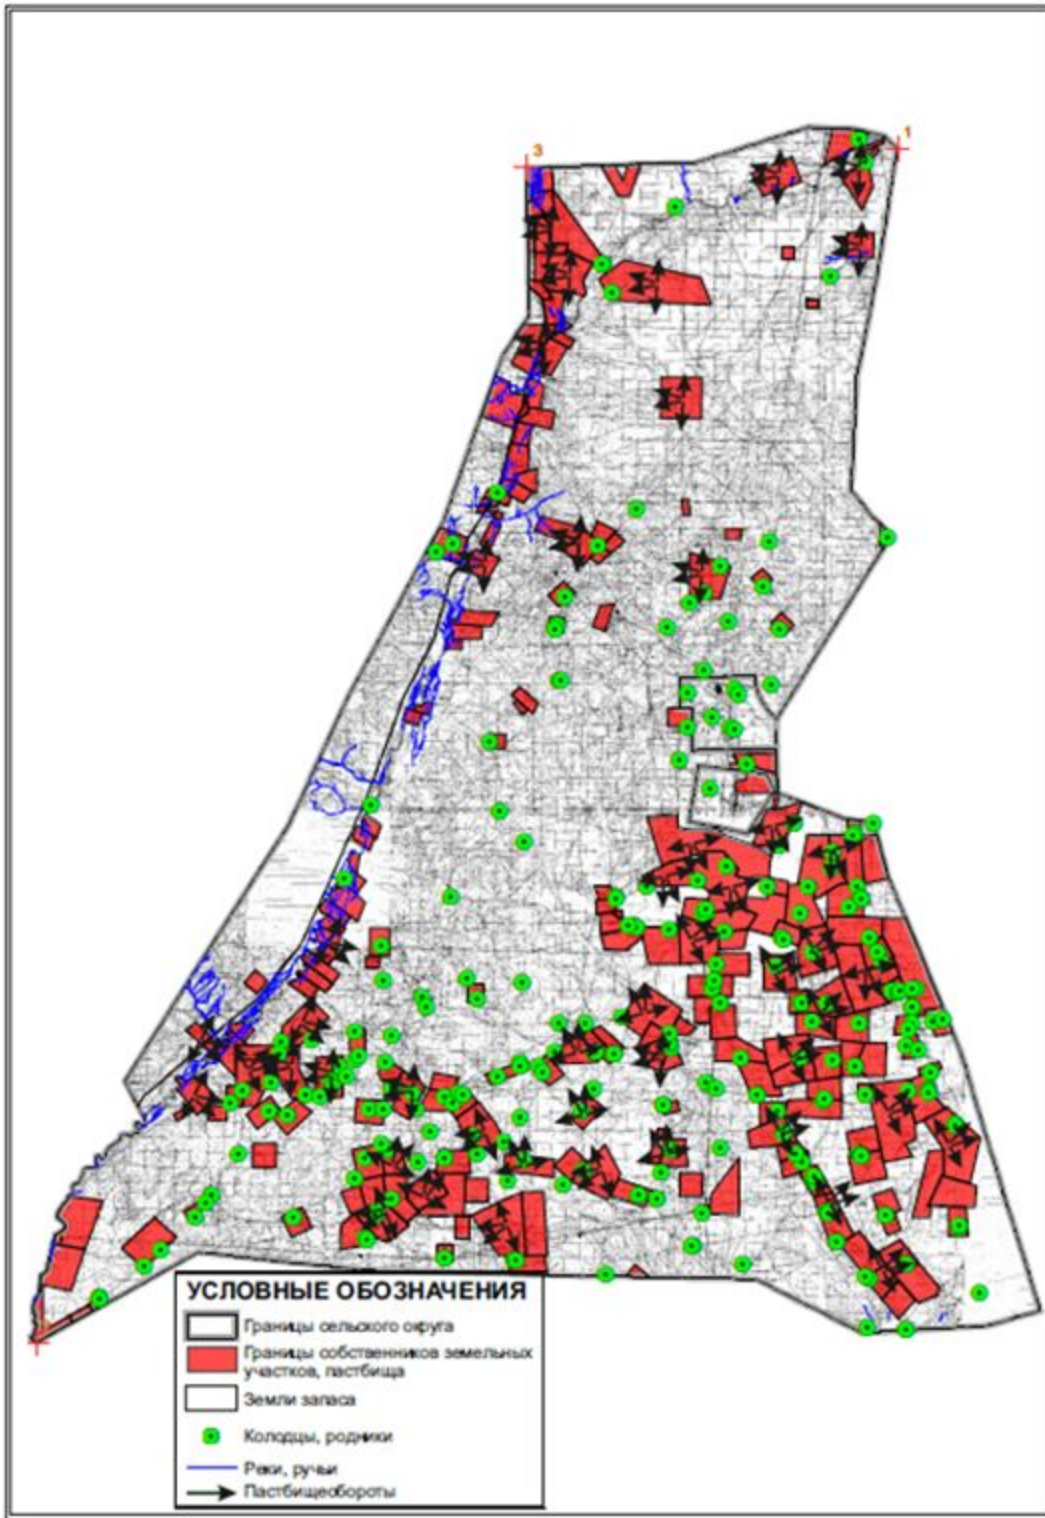 1
3
УСЛОВНЫЕ ОБОЗНАЧЕНИЯ
Границы сельского округа
Границы собственников земельных
участков, пастбища
Земли запаса
Колодцы, родники
Реки, ручьи
Пастбищеобороты